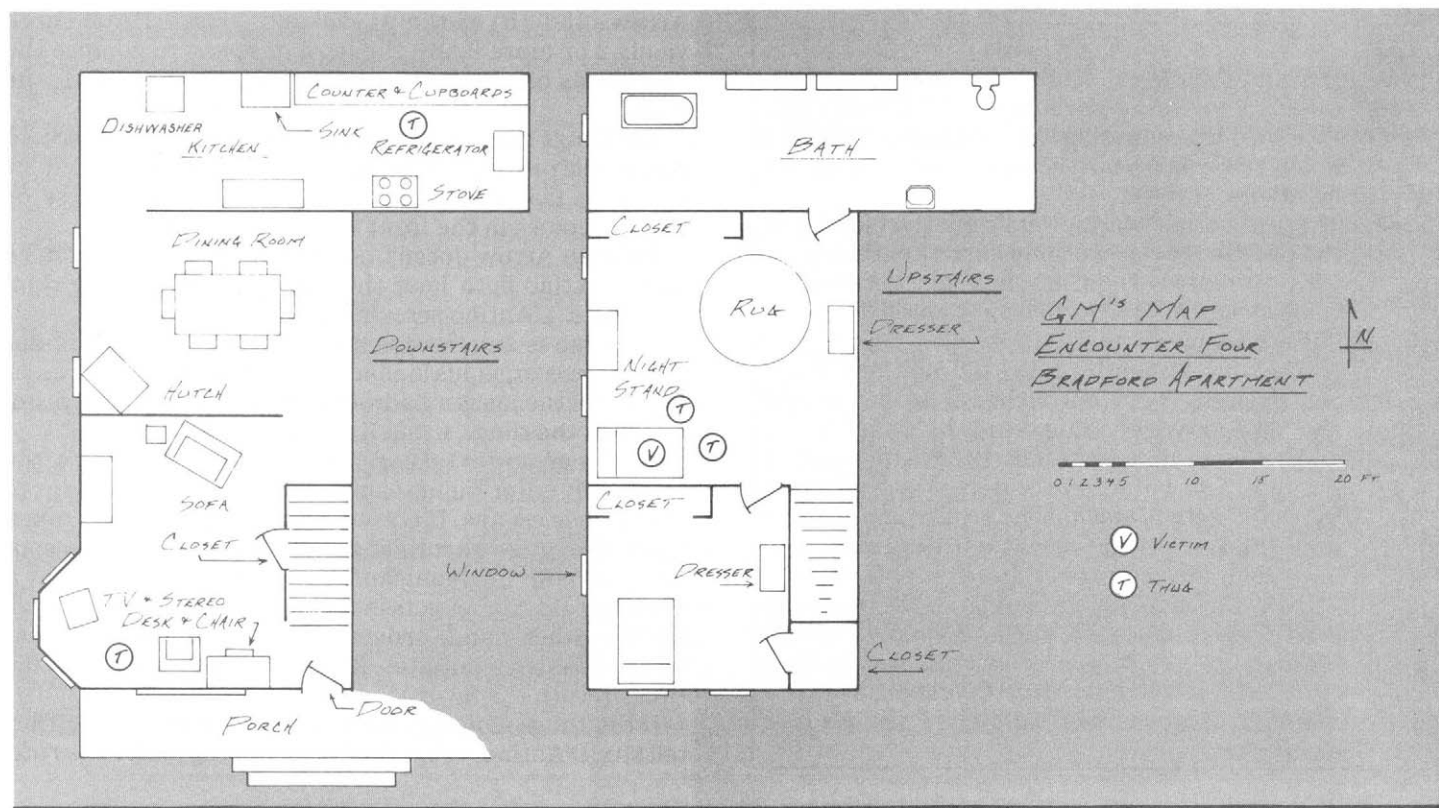 COUNTER & CUPBOARDS
DISHWASHER
SINK
T
KITCHEN
REFRIGERATOR
STOVE
DINING ROOM
HUTCH
DOWNSTAIRS
SOFA
CLOSET
TV & STEREO
DESK & CHAIR
T
DOOR
PORCH
BATH
CLOSET
UPSTAIRS
RUG
DRESSER
NIGHT
STAND
T
V
T
CLOSET
WINDOW
DRESSER
CLOSET
GM'S MAP
ENCOUNTER FOUR
BRADFORD APARTMENT
N
0 1 2 3 4 5 10 15 20 FT
V VICTIM
T THUG